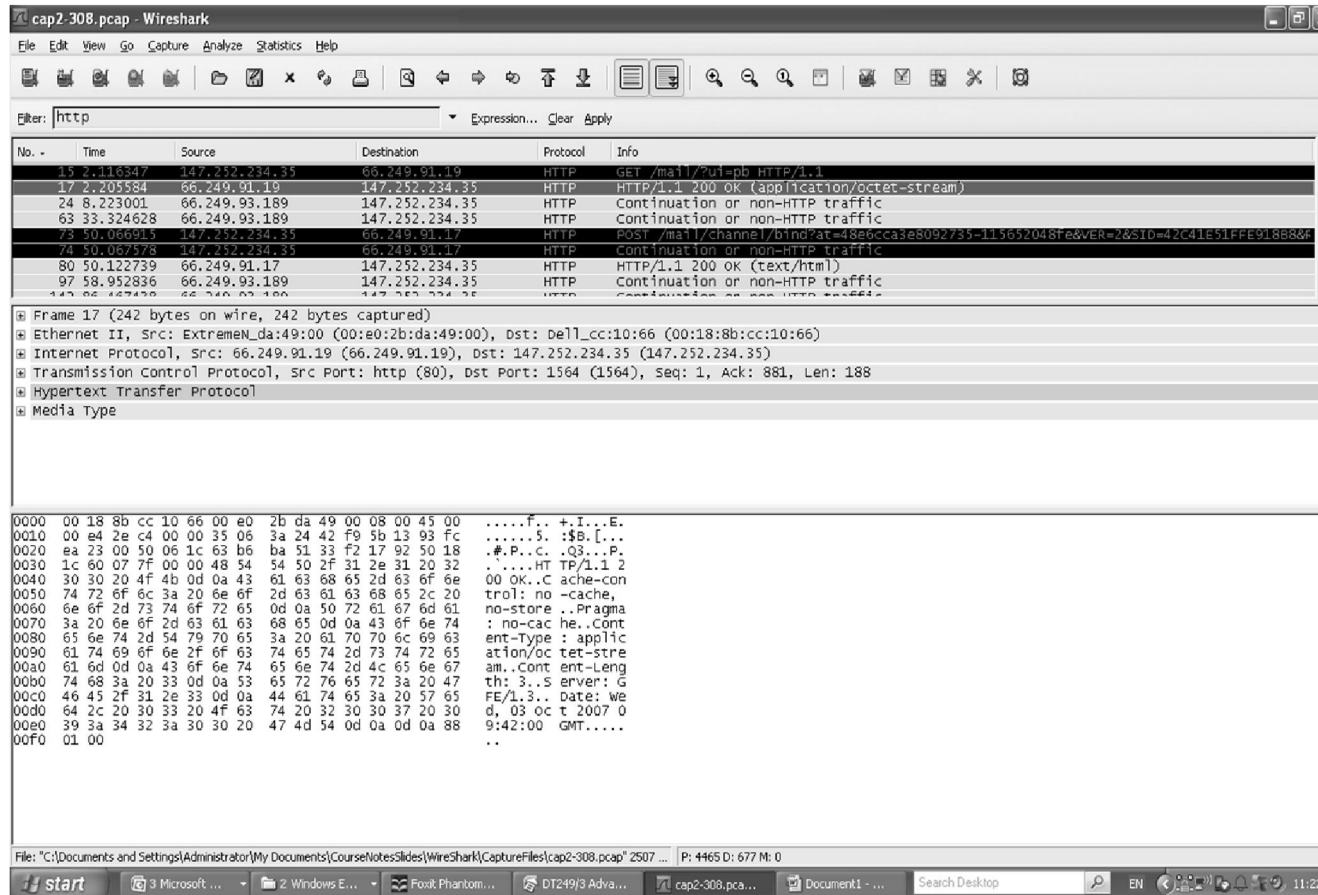 cap2-308.pcap - Wireshark
File Edit View Go Capture Analyze Statistics Help
Filter: http Expression... Clear Apply
No. - Time Source Destination Protocol Info
15 2.116347 147.252.234.35 66.249.91.19 HTTP GET /mail/?ui=pb HTTP/1.1
17 2.205584 66.249.91.19 147.252.234.35 HTTP HTTP/1.1 200 OK (application/octet-stream)
24 8.223001 66.249.93.189 147.252.234.35 HTTP Continuation or non-HTTP traffic
63 33.324628 66.249.93.189 147.252.234.35 HTTP Continuation or non-HTTP traffic
73 50.066915 147.252.234.35 66.249.91.17 HTTP POST /mail/channel/bind?at=48e6cca3e8092735-115652048fe&VER=2&SID=42C41E51FFE918B8&
74 50.067578 147.252.234.35 66.249.91.17 HTTP Continuation or non-HTTP traffic
80 50.122739 66.249.91.17 147.252.234.35 HTTP HTTP/1.1 200 OK (text/html)
97 58.952836 66.249.93.189 147.252.234.35 HTTP Continuation or non-HTTP traffic
66.249.93.189 147.252.234.35 HTTP Continuation or non-HTTP traffic
Frame 17 (242 bytes on wire, 242 bytes captured)
Ethernet II, Src: ExtremeN_da:49:00 (00:e0:2b:da:49:00), Dst: Dell_cc:10:66 (00:18:8b:cc:10:66)
Internet Protocol, Src: 66.249.91.19 (66.249.91.19), Dst: 147.252.234.35 (147.252.234.35)
Transmission Control Protocol, Src Port: http (80), Dst Port: 1564 (1564), Seq: 1, Ack: 881, Len: 188
Hypertext Transfer Protocol
Media Type
0000 00 18 8b cc 10 66 00 e0 2b da 49 00 08 00 45 00 .....f.. +.I...E.
0010 00 e4 2e c4 00 00 35 06 3a 24 42 f9 5b 13 93 fc ......5. :$B.[...
0020 ea 23 00 50 06 1c 63 b6 ba 51 33 f2 17 92 50 18 .#.P..c. .Q3...P.
0030 1c 60 07 7f 00 00 48 54 54 50 2f 31 2e 31 20 32 .`....HT TP/1.1 2
0040 30 30 20 4f 4b 0d 0a 43 61 63 68 65 2d 63 6f 6e 00 OK..C ache-con
0050 74 72 6f 6c 3a 20 6e 6f 2d 63 61 63 68 65 2c 20 trol: no -cache,
0060 6e 6f 2d 73 74 6f 72 65 0d 0a 50 72 61 67 6d 61 no-store ..Pragma
0070 3a 20 6e 6f 2d 63 61 63 68 65 0d 0a 43 6f 6e 74 : no-cac he..Cont
0080 65 6e 74 2d 54 79 70 65 3a 20 61 70 70 6c 69 63 ent-Type : applic
0090 61 74 69 6f 6e 2f 6f 63 74 65 74 2d 73 74 72 65 ation/oc tet-stre
00a0 61 6d 0d 0a 43 6f 6e 74 65 6e 74 2d 4c 65 6e 67 am..Cont ent-Leng
00b0 74 68 3a 20 33 0d 0a 53 65 72 76 65 72 3a 20 47 th: 3..S erver: G
00c0 46 45 2f 31 2e 33 0d 0a 44 61 74 65 3a 20 57 65 FE/1.3.. Date: We
00d0 64 2c 20 30 33 20 4f 63 74 20 32 30 30 37 20 30 d, 03 Oc t 2007 0
00e0 39 3a 34 32 3a 30 30 20 47 4d 54 0d 0a 0d 0a 88 9:42:00 GMT.....
00f0 01 00 ..
File: "C:\Documents and Settings\Administrator\My Documents\CourseNotesSlides\WireShark\CaptureFiles\cap2-308.pcap" 2507 ... P: 4465 D: 677 M: 0
start 3 Microsoft ... 2 Windows E... Foxit Phantom... DT249/3 Adva... cap2-308.pca... Document1 - ... Search Desktop EN